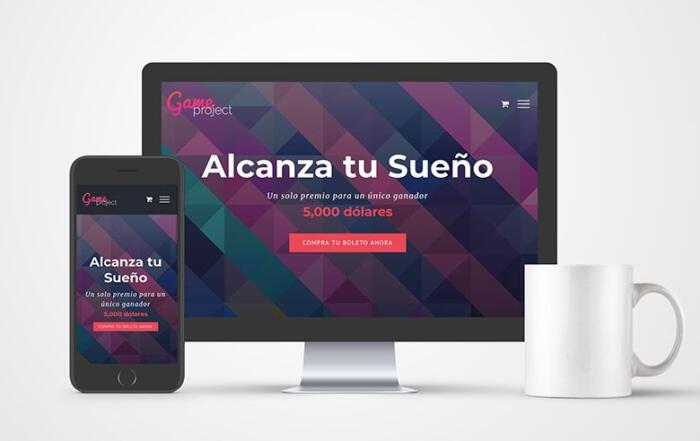 Game
project
Alcanza tu Sueño
Un solo premio para un único ganador
5,000 dólares
COMPRA TU BOLETO AHORA
Game
project
Alcanza tu
Sueño
Un solo premio para un
único ganador
5,000 dólares
COMPRA TU BOLETO AHORA